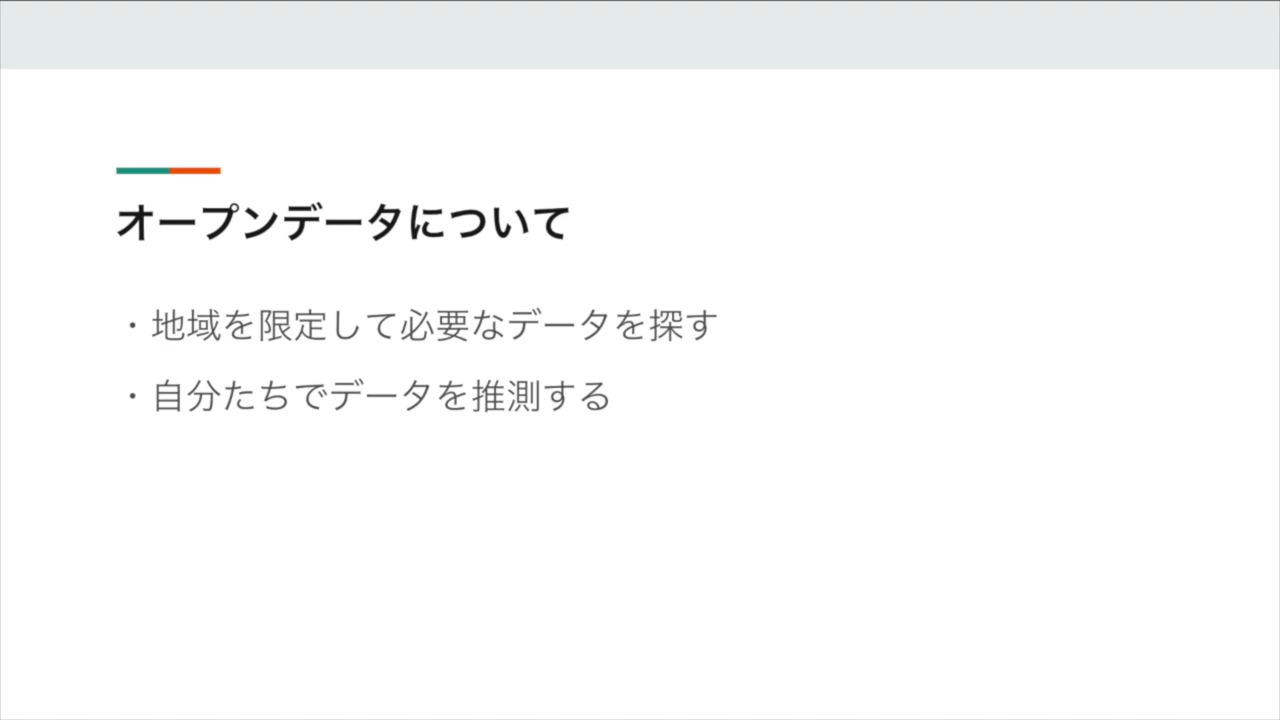 オープンデータについて
・地域を限定して必要なデータを探す
・自分たちでデータを推測する